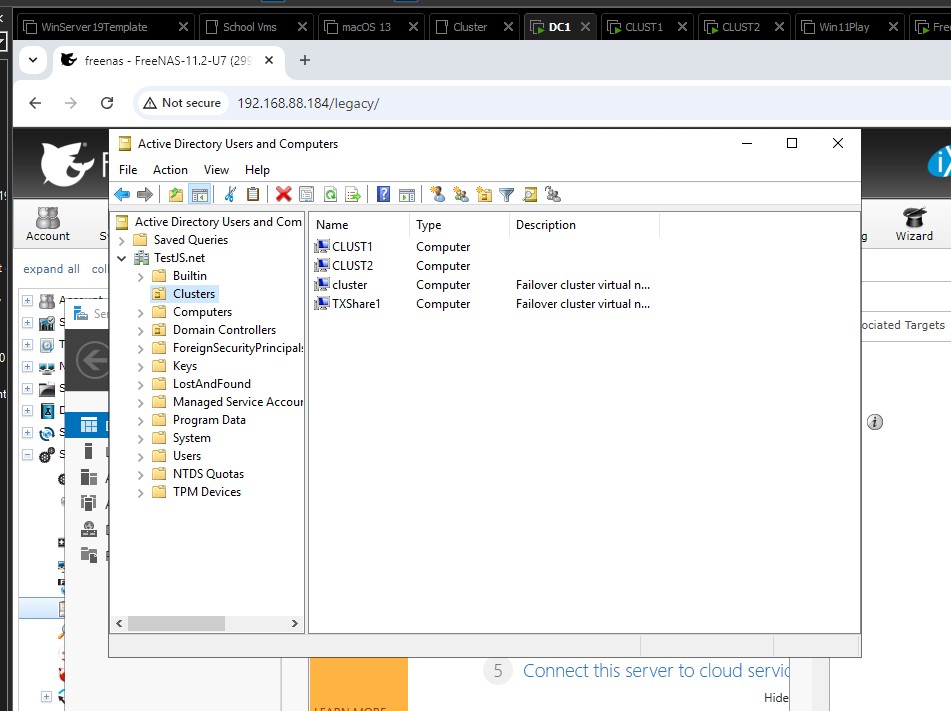 WinServer19Template
School Vms
macOS 13
Cluster
DC1
CLUST1
CLUST2
Win11Play
Fre
freenas - FreeNAS-11.2-U7 (299
Not secure
192.168.88.184/legacy/
Active Directory Users and Computers
File Action View Help
Account
Wizard
Active Directory Users and Com
Saved Queries
TestJS.net
Builtin
Clusters
Computers
Domain Controllers
ForeignSecurityPrincipals
Keys
LostAndFound
Managed Service Accour
Program Data
System
Users
NTDS Quotas
TPM Devices
Name Type Description
CLUST1 Computer
CLUST2 Computer
cluster Computer Failover cluster virtual n...
TXShare1 Computer Failover cluster virtual n...
expand all col
ociated Targets
5 Connect this server to cloud servic
Hide
LEARN MORE